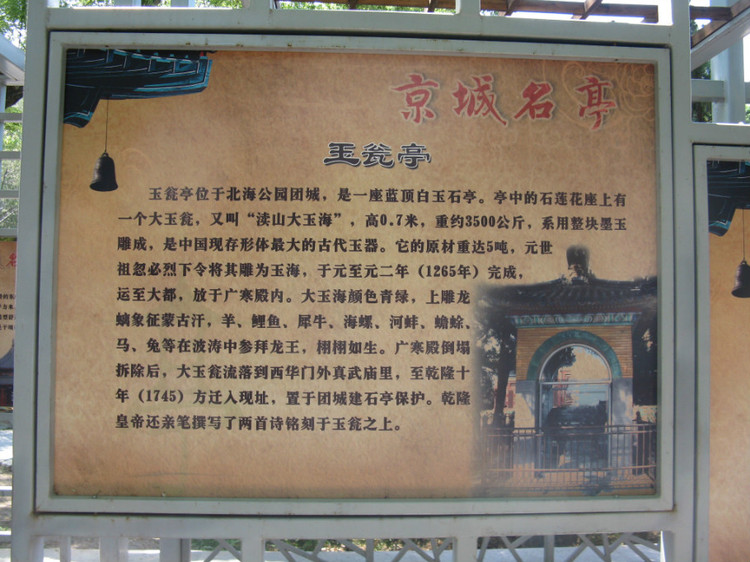 京城名亭
玉瓮亭
玉瓮亭位于北海公园团城，是一座蓝顶白玉石亭。亭中的石莲花座上有
一个大玉瓮，又叫“渎山大玉海”，高0.7米，重约3500公斤，系用整块墨玉
雕成，是中国现存形体最大的古代玉器。它的原材重达5吨，元世
祖忽必烈下令将其雕为玉海，于元至元二年（1265年）完成，
运至大都，放于广寒殿内。大玉海颜色青绿，上雕龙
螭象征蒙古汗，羊、鲤鱼、犀牛、海螺、河蚌、蟾蜍、
马、兔等在波涛中参拜龙王，栩栩如生。广寒殿倒塌
拆除后，大玉瓮流落到西华门外真武庙里，至乾隆十
年（1745）方迁入现址，置于团城建石亭保护。乾隆
皇帝还亲笔撰写了两首诗铭刻于玉瓮之上。